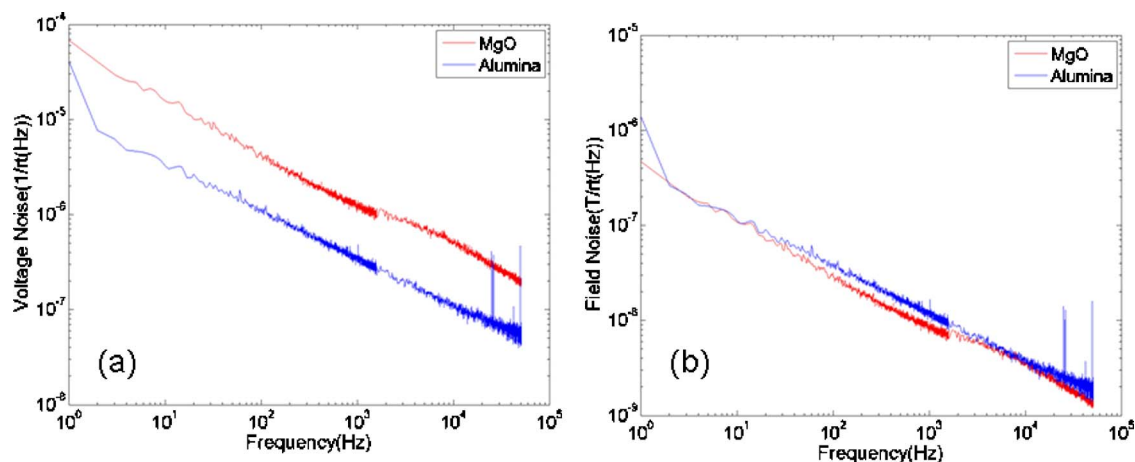 10^-4
10^-5
10^-6
10^-7
10^-8
Voltage Noise(1/rt(Hz))
MgO
Alumina
(a)
10^0 10^1 10^2 10^3 10^4 10^5
Frequency(Hz)
10^-5
10^-6
10^-7
10^-8
10^-9
Field Noise(T/rt(Hz))
MgO
Alumina
(b)
10^0 10^1 10^2 10^3 10^4 10^5
Frequency(Hz)